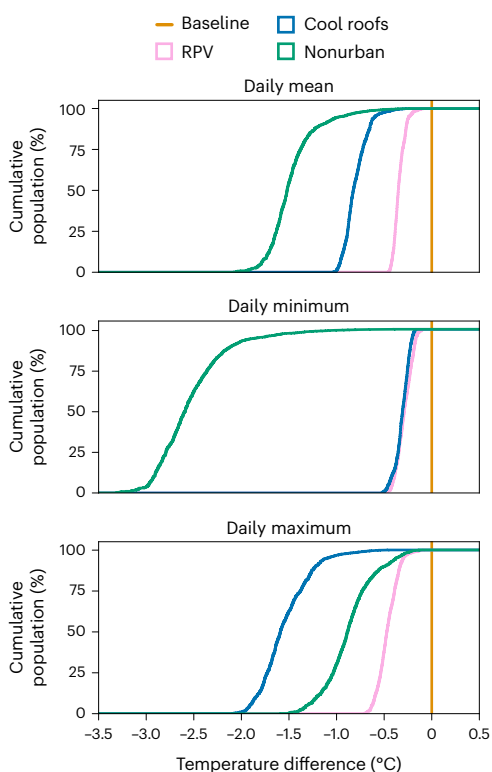 Baseline
Cool roofs
RPV
Nonurban
Daily mean
Cumulative
population (%)
100
75
50
25
0
Daily minimum
Cumulative
population (%)
100
75
50
25
0
Daily maximum
Cumulative
population (%)
100
75
50
25
0
–3.5 –3.0 –2.5 –2.0 –1.5 –1.0 –0.5 0 0.5
Temperature difference (°C)